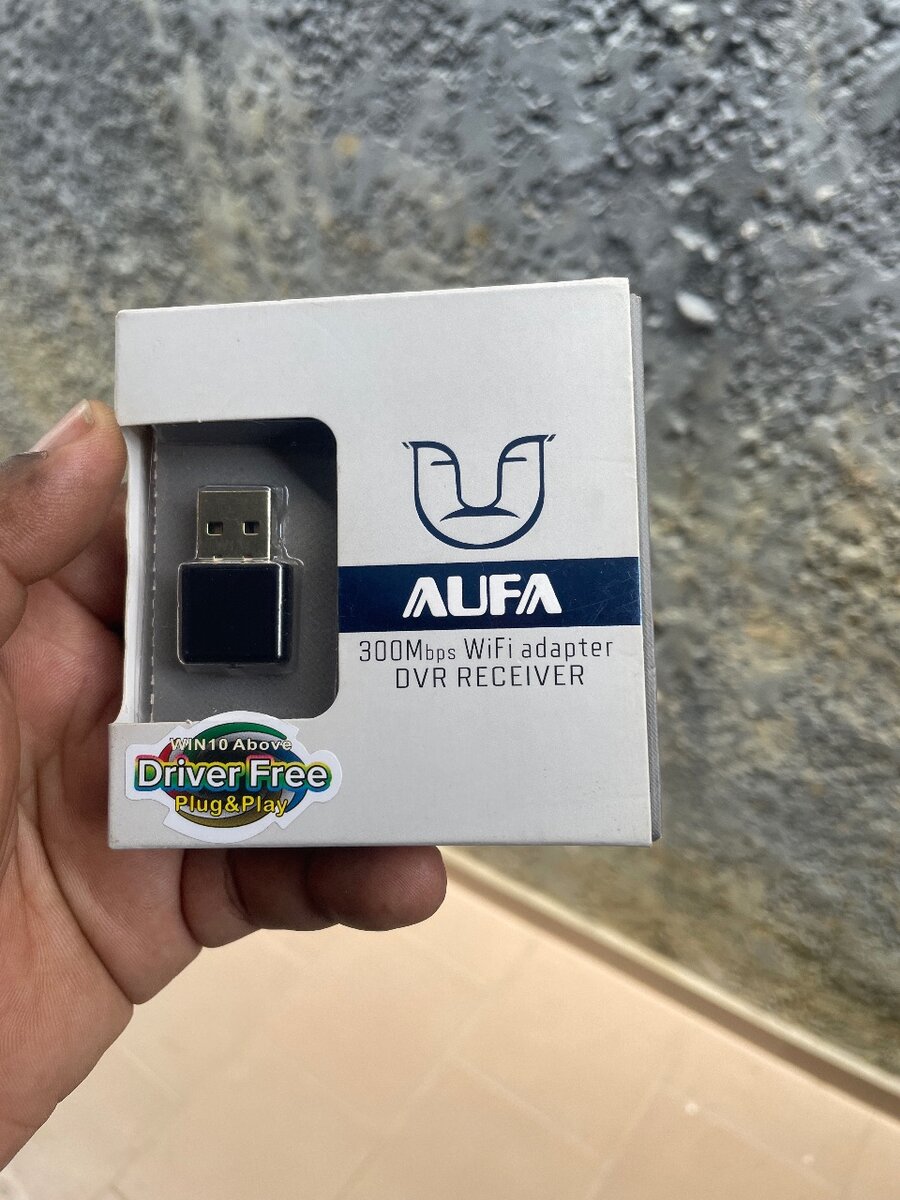 AUFA
300Mbps WiFi adapter
DVR RECEIVER
WIN10 Above
Driver Free
Plug&Play